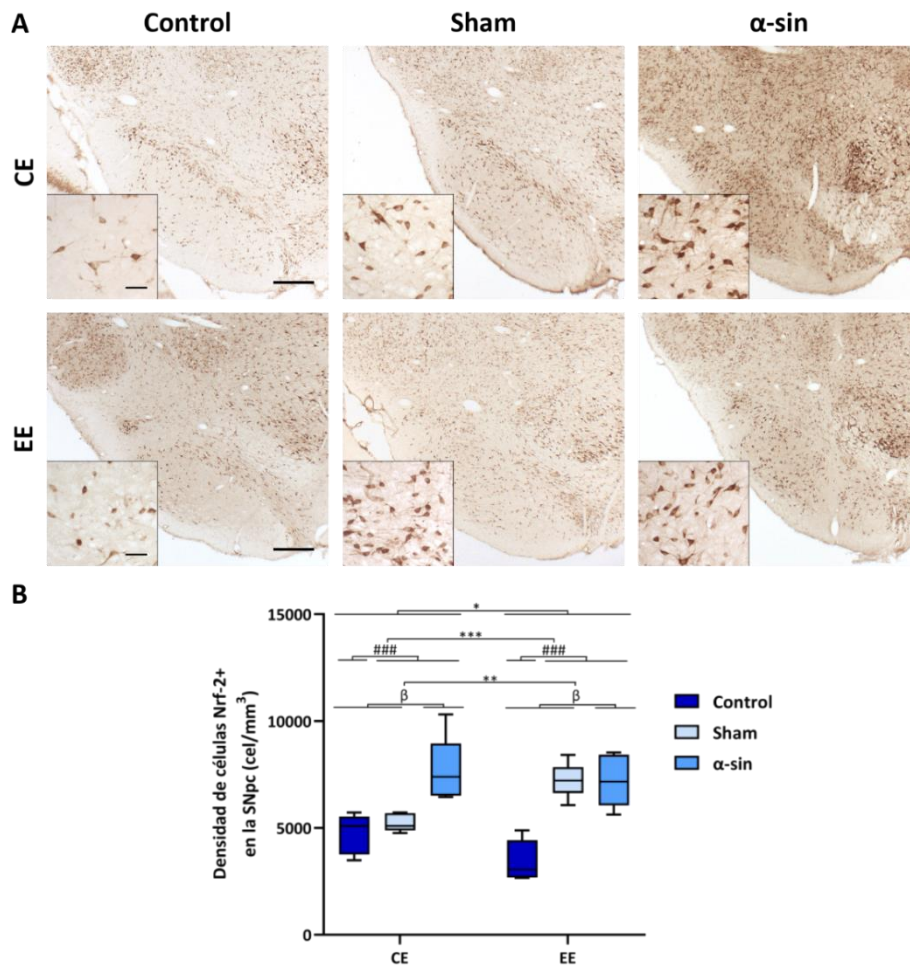 A
Control
Sham
α-sin
CE
EE
B
Densidad de células Nrf-2+
en la SNpc (cel/mm³)
15000
10000
5000
0
*
***
###
###
**
β
β
CE
EE
Control
Sham
α-sin